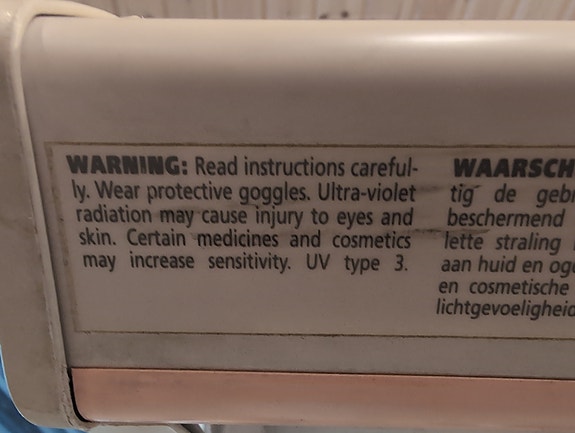 WARNING: Read instructions careful-
ly. Wear protective goggles. Ultra-violet
radiation may cause injury to eyes and
skin. Certain medicines and cosmetics
may increase sensitivity. UV type 3.
WAARSCH
tig de gebr
beschermend
lette straling
aan huid en og
en cosmetische
lichtgevoeligheid